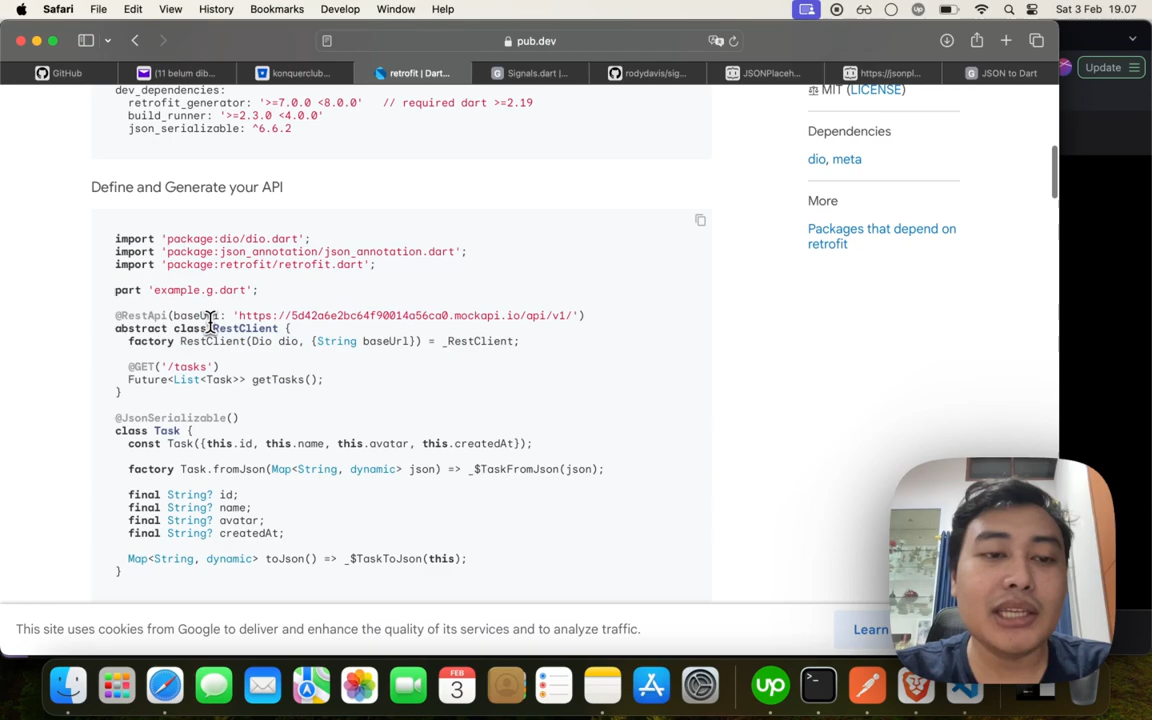 Safari File Edit View History Bookmarks Develop Window Help
Sat 3 Feb 19.07
pub.dev
GitHub
(11 belum dib...
konquerclub...
retrofit | Dart...
Signals.dart |...
rodydavis/sig...
JSONPlaceh...
https://jsonpl...
JSON to Dart
Update
dev_dependencies:
retrofit_generator: '>=7.0.0 <8.0.0' // required dart >=2.19
build_runner: '>=2.3.0 <4.0.0'
json_serializable: ^6.6.2
Define and Generate your API
import 'package:dio/dio.dart';
import 'package:json_annotation/json_annotation.dart';
import 'package:retrofit/retrofit.dart';
part 'example.g.dart';
@RestApi(baseUrl: 'https://5d42a6e2bc64f90014a56ca0.mockapi.io/api/v1/')
abstract class RestClient {
factory RestClient(Dio dio, {String baseUrl}) = _RestClient;
@GET('/tasks')
Future<List<Task>> getTasks();
}
@JsonSerializable()
class Task {
const Task({this.id, this.name, this.avatar, this.createdAt});
factory Task.fromJson(Map<String, dynamic> json) => _$TaskFromJson(json);
final String? id;
final String? name;
final String? avatar;
final String? createdAt;
Map<String, dynamic> toJson() => _$TaskToJson(this);
}
MIT (LICENSE)
Dependencies
dio, meta
More
Packages that depend on
retrofit
This site uses cookies from Google to deliver and enhance the quality of its services and to analyze traffic.
Learn
FEB
3
up